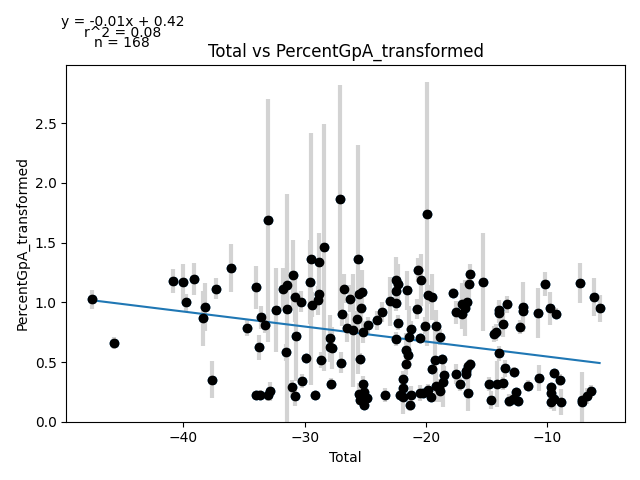 y = -0.01x + 0.42
r^2 = 0.08
n = 168
Total vs PercentGpA_transformed
PercentGpA_transformed
2.5
2.0
1.5
1.0
0.5
0.0
−40
−30
−20
−10
Total